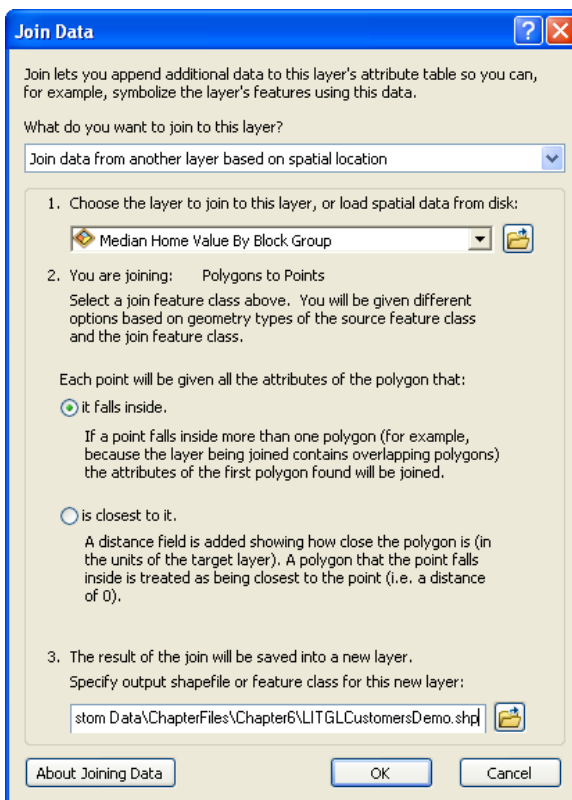 Join Data
Join lets you append additional data to this layer's attribute table so you can,
for example, symbolize the layer's features using this data.
What do you want to join to this layer?
Join data from another layer based on spatial location
1. Choose the layer to join to this layer, or load spatial data from disk:
Median Home Value By Block Group
2. You are joining: Polygons to Points
Select a join feature class above. You will be given different
options based on geometry types of the source feature class
and the join feature class.
Each point will be given all the attributes of the polygon that:
it falls inside.
If a point falls inside more than one polygon (for example,
because the layer being joined contains overlapping polygons)
the attributes of the first polygon found will be joined.
is closest to it.
A distance field is added showing how close the polygon is (in
the units of the target layer). A polygon that the point falls
inside is treated as being closest to the point (i.e. a distance
of 0).
3. The result of the join will be saved into a new layer.
Specify output shapefile or feature class for this new layer:
stom Data\ChapterFiles\Chapter6\LITGLCustomersDemo.shp
About Joining Data
OK
Cancel